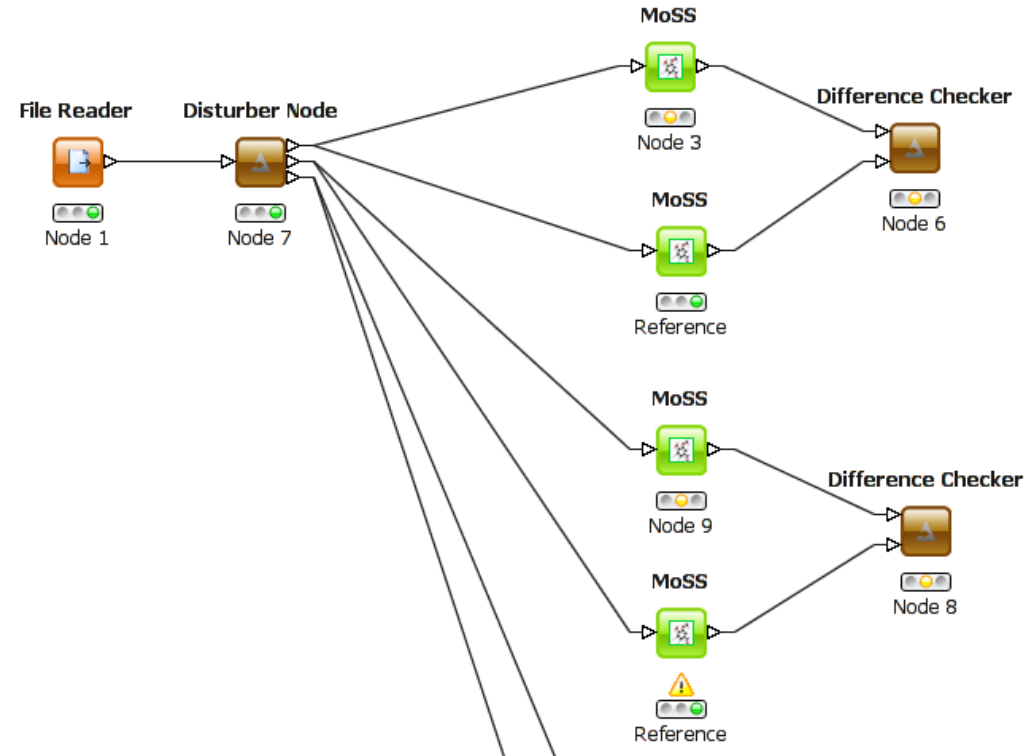 MoSS
Node 3
File Reader
Node 1
Disturber Node
Node 7
Difference Checker
Node 6
MoSS
Reference
MoSS
Node 9
Difference Checker
Node 8
MoSS
Reference